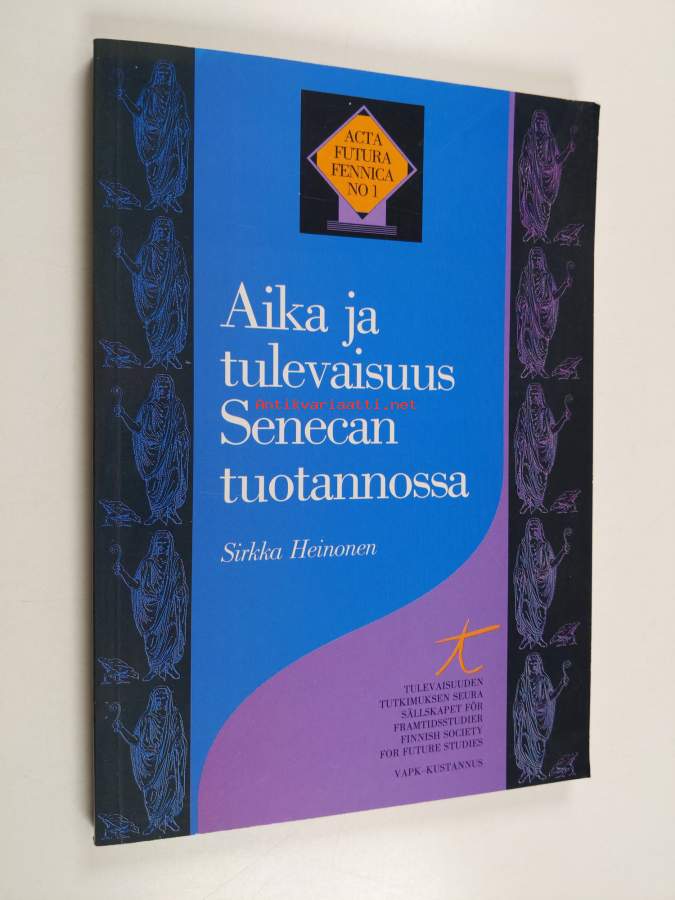 ACTA
FUTURA
FENNICA
NO 1
Aika ja
tulevaisuus
Antikvariaatti.net
Senecan
tuotannossa
Sirkka Heinonen
t
TULEVAISUUDEN
TUTKIMUKSEN SEURA
SÄLLSKAPET FÖR
FRAMTIDSSTUDIER
FINNISH SOCIETY
FOR FUTURE STUDIES
VAPK-KUSTANNUS